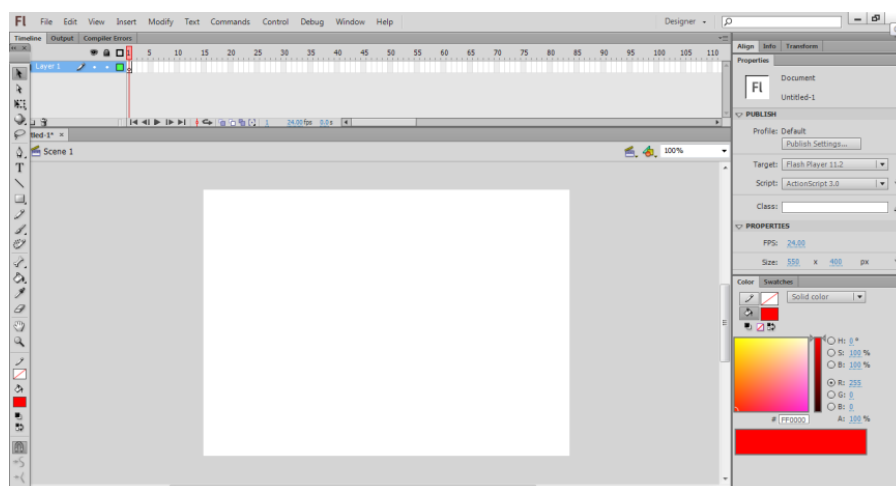 Fl File Edit View Insert Modify Text Commands Control Debug Window Help Designer
Timeline Output Compiler Errors
1 5 10 15 20 25 30 35 40 45 50 55 60 65 70 75 80 85 90 95 100 105 110
Layer 1
1 24.00 fps 0.0 s
tled-1* ×
Scene 1 100%
Align Info Transform
Properties
Fl Document
Untitled-1
PUBLISH
Profile: Default
Publish Settings...
Target: Flash Player 11.2
Script: ActionScript 3.0
Class:
PROPERTIES
FPS: 24.00
Size: 550 x 400 px
Color Swatches
Solid color
H: 0 °
S: 100 %
B: 100 %
R: 255
G: 0
B: 0
# FF0000 A: 100 %